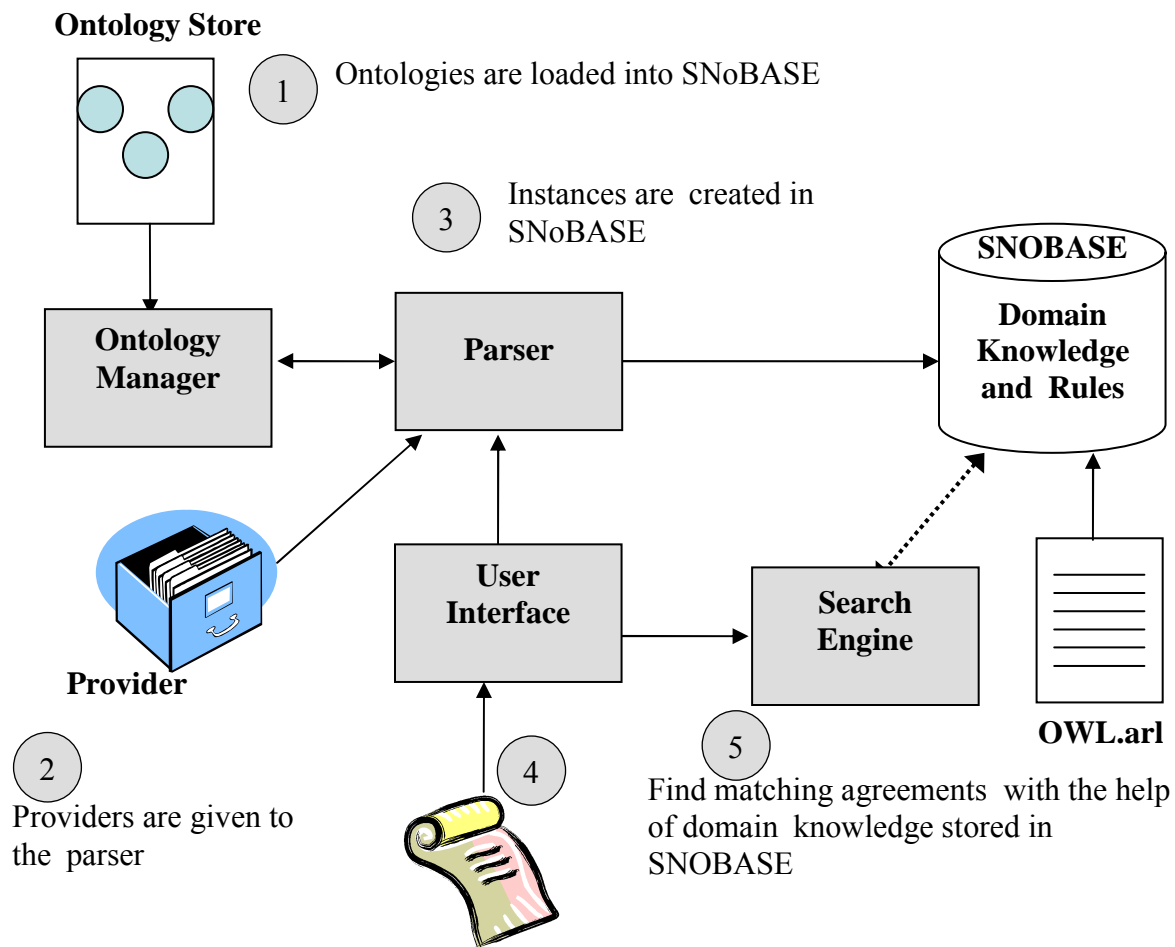 Ontology Store
1
Ontologies are loaded into SNoBASE
3
Instances are created in
SNoBASE
SNOBASE
Domain
Knowledge
and Rules
Ontology
Manager
Parser
User
Interface
Search
Engine
Provider
OWL.arl
2
Providers are given to
the parser
4
5
Find matching agreements with the help
of domain knowledge stored in
SNOBASE